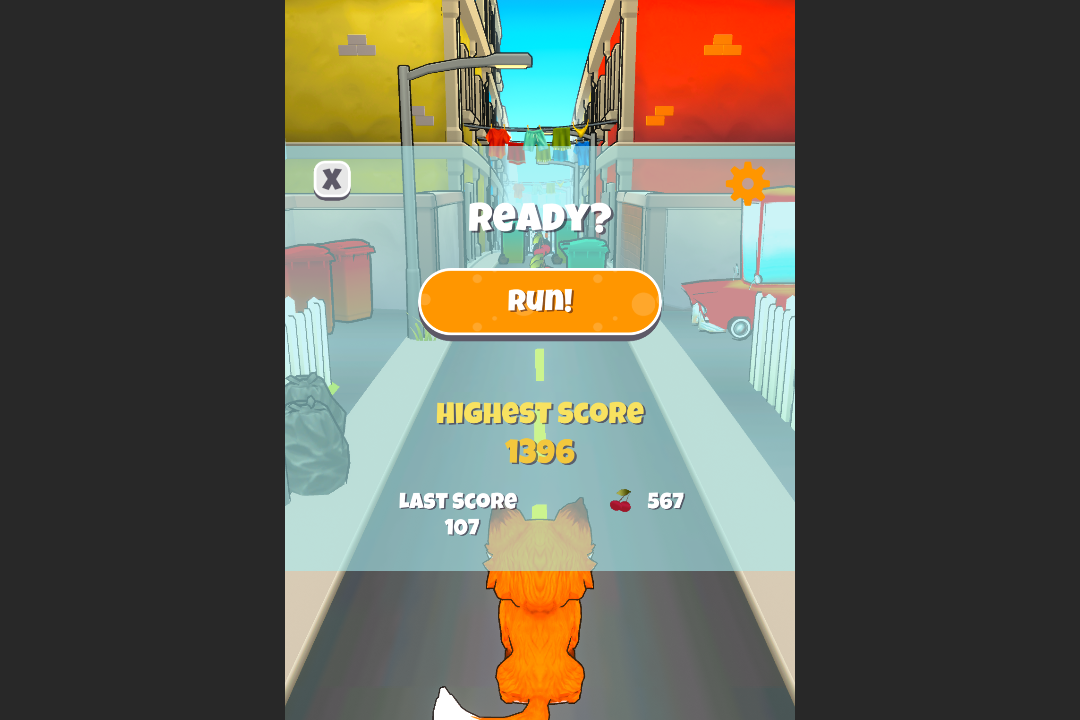 X
READY?
RUN!
HIGHEST SCORE
1396
LAST SCORE
107
567